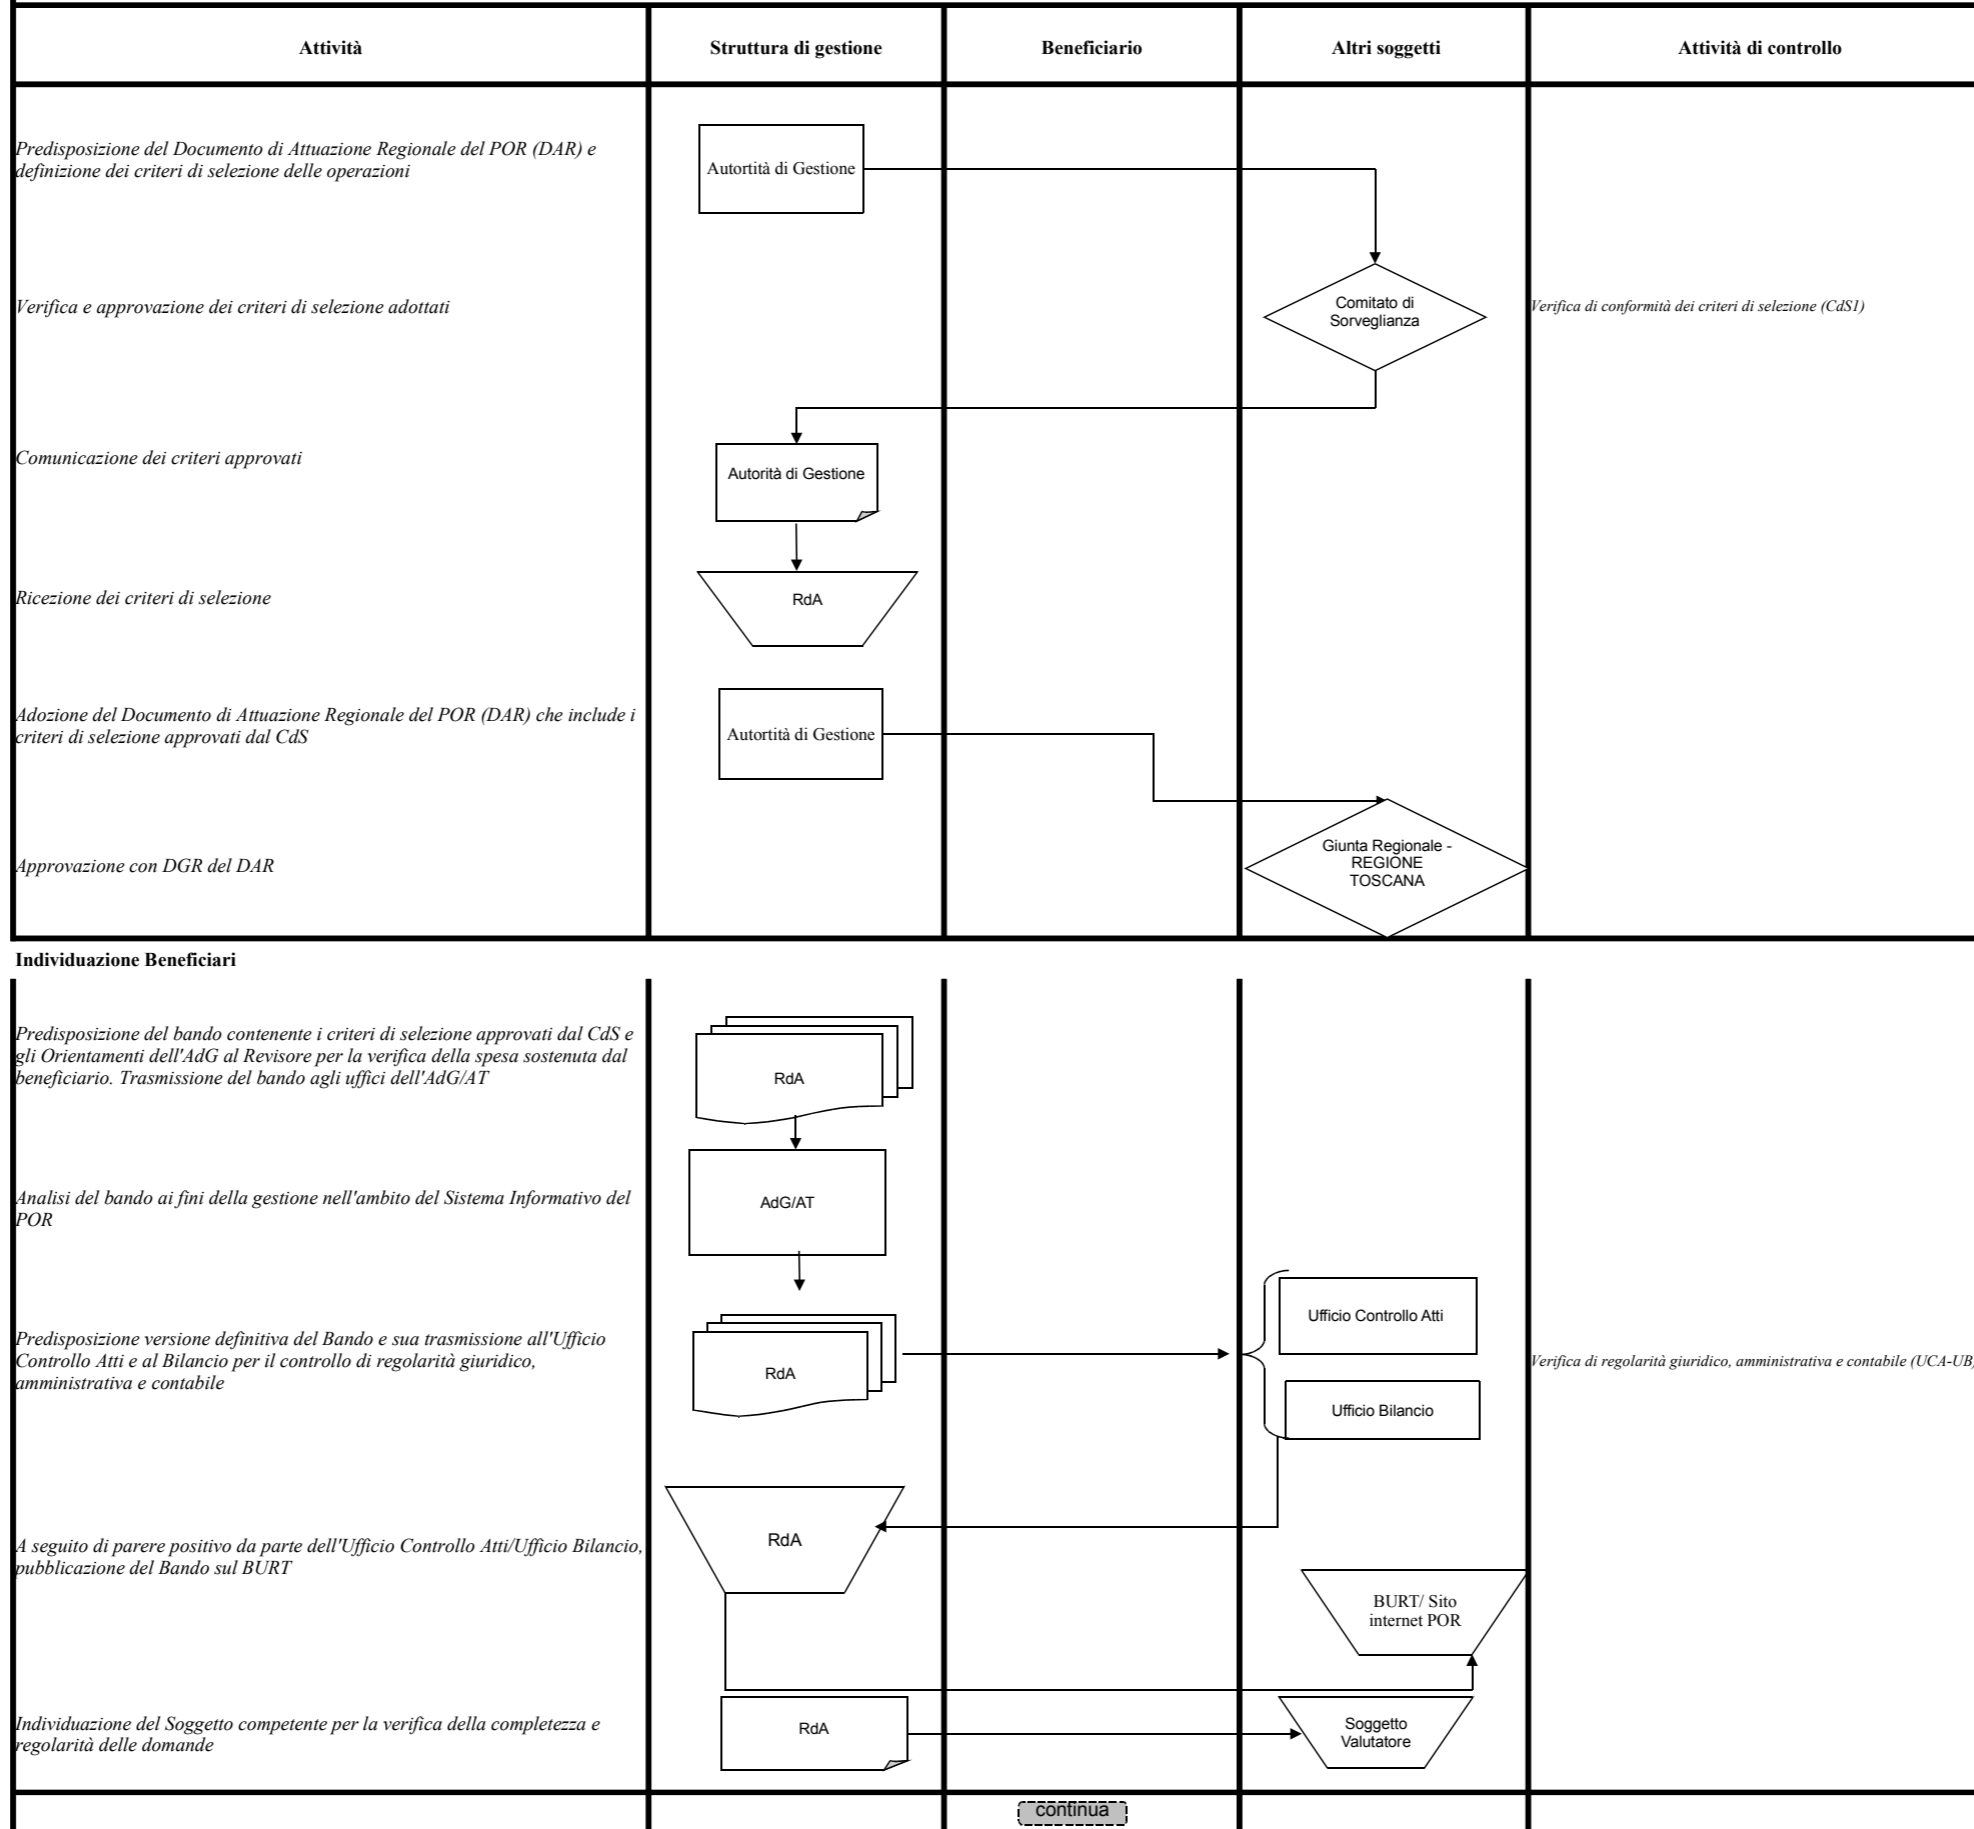 Attività
Struttura di gestione
Beneficiario
Altri soggetti
Attività di controllo
Predisposizione del Documento di Attuazione Regionale del POR (DAR) e
definizione dei criteri di selezione delle operazioni
Autortità di Gestione
Verifica e approvazione dei criteri di selezione adottati
Comitato di
Sorveglianza
Verifica di conformità dei criteri di selezione (CdS1)
Comunicazione dei criteri approvati
Autorità di Gestione
Ricezione dei criteri di selezione
RdA
Adozione del Documento di Attuazione Regionale del POR (DAR) che include i
criteri di selezione approvati dal CdS
Autortità di Gestione
Approvazione con DGR del DAR
Giunta Regionale -
REGIONE
TOSCANA
Individuazione Beneficiari
Predisposizione del bando contenente i criteri di selezione approvati dal CdS e
gli Orientamenti dell'AdG al Revisore per la verifica della spesa sostenuta dal
beneficiario. Trasmissione del bando agli uffici dell'AdG/AT
RdA
Analisi del bando ai fini della gestione nell'ambito del Sistema Informativo del
POR
AdG/AT
Predisposizione versione definitiva del Bando e sua trasmissione all'Ufficio
Controllo Atti e al Bilancio per il controllo di regolarità giuridico,
amministrativa e contabile
RdA
Ufficio Controllo Atti
Ufficio Bilancio
Verifica di regolarità giuridico, amministrativa e contabile (UCA-UB)
A seguito di parere positivo da parte dell'Ufficio Controllo Atti/Ufficio Bilancio,
pubblicazione del Bando sul BURT
RdA
BURT/ Sito
internet POR
Individuazione del Soggetto competente per la verifica della completezza e
regolarità delle domande
RdA
Soggetto
Valutatore
continua